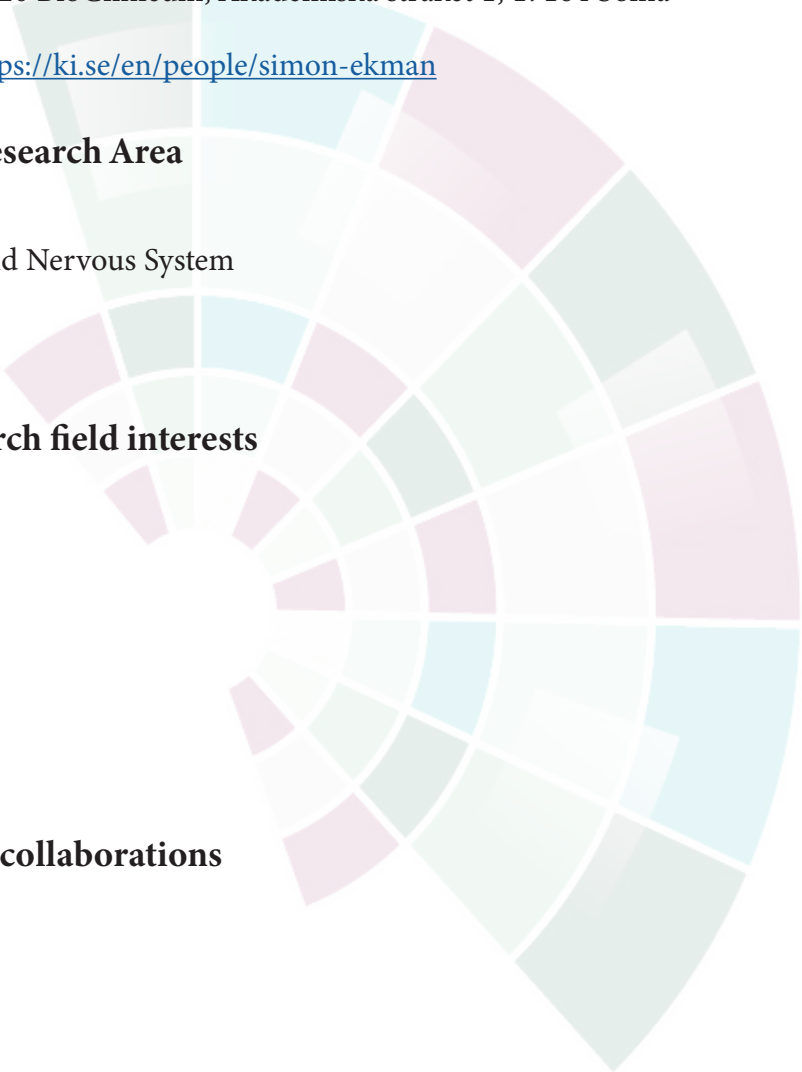 ps://ki.se/en/people/simon-ekman
esearch Area
d Nervous System
rch field interests
collaborations